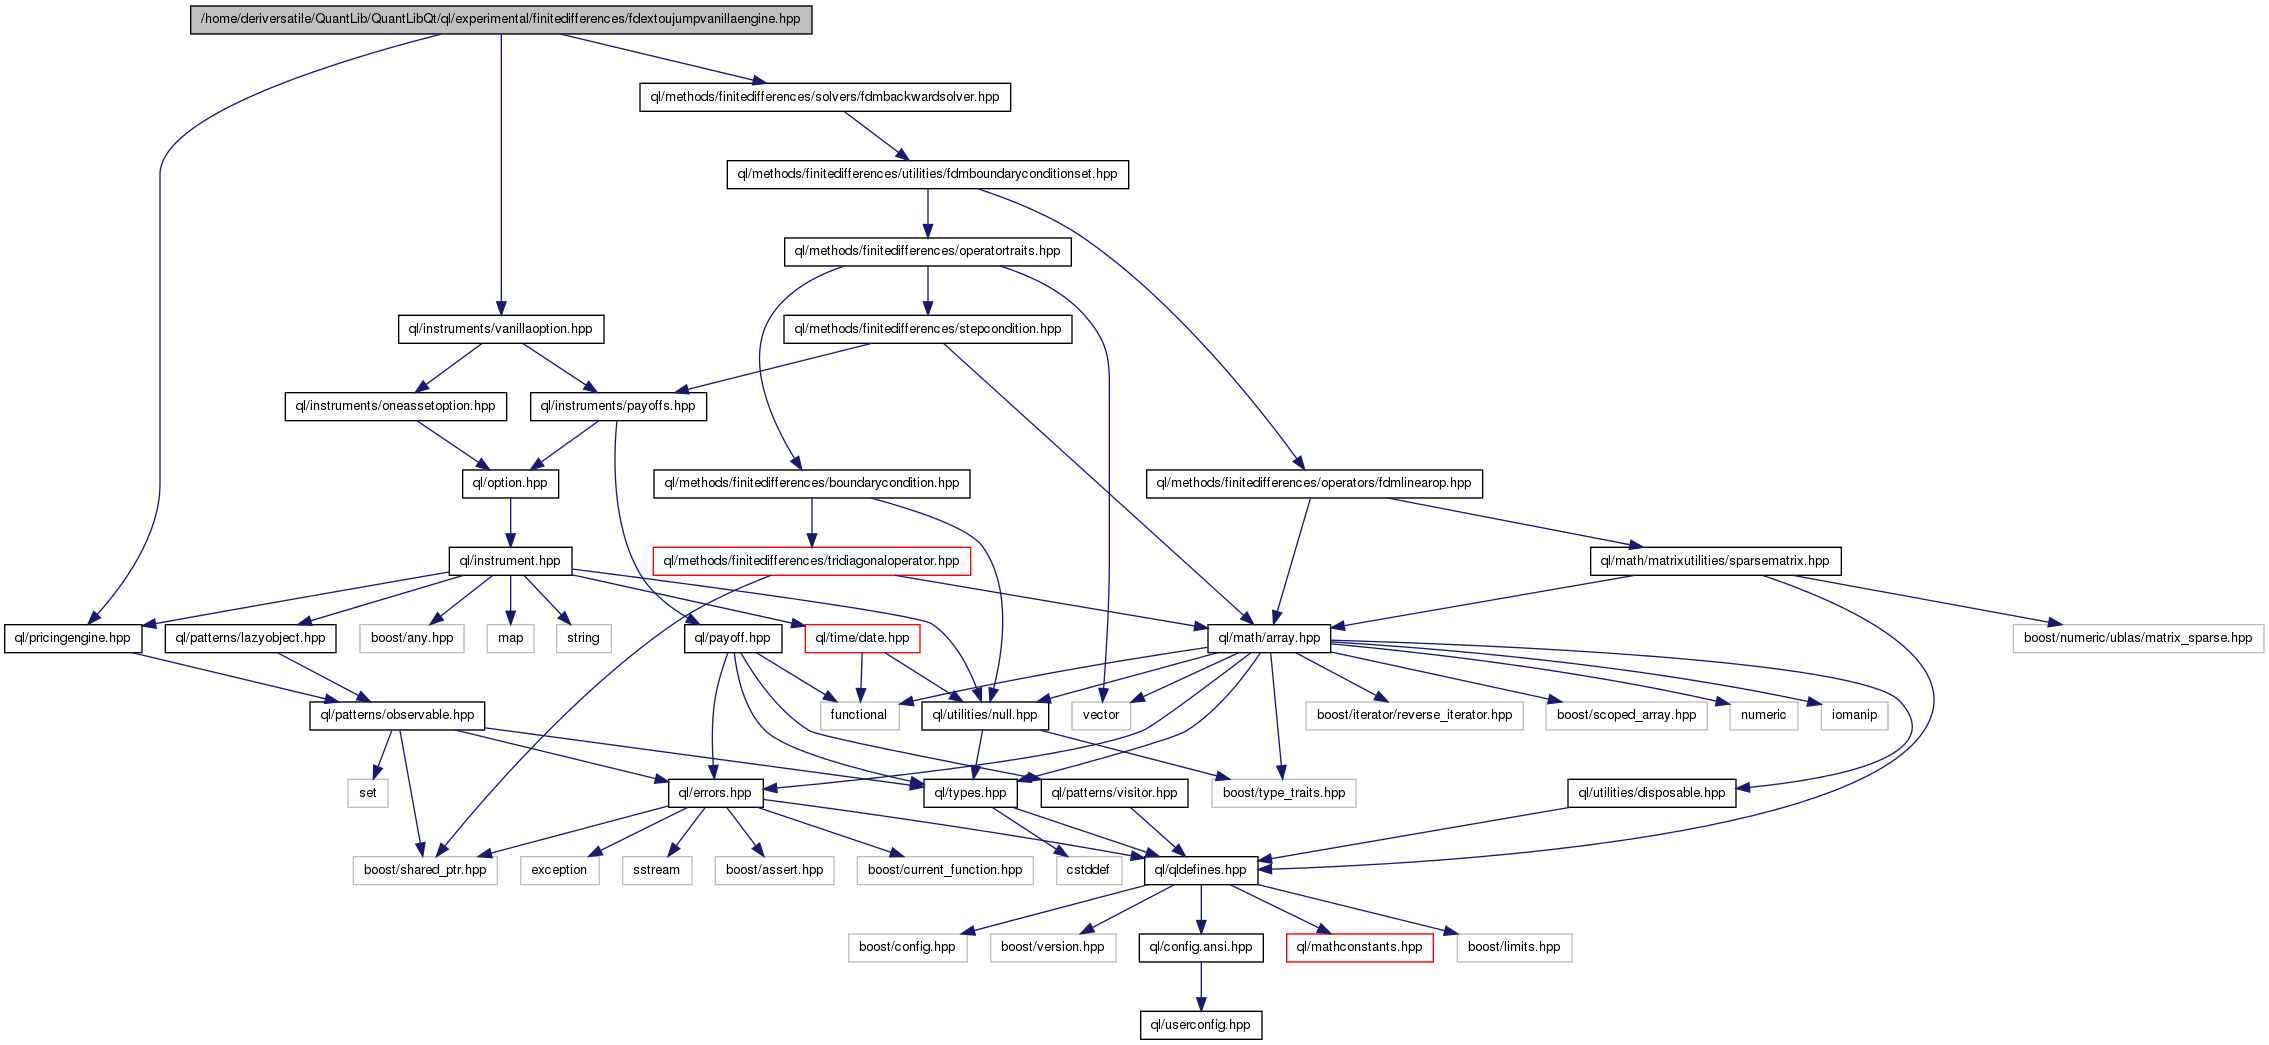 /home/deriversatile/QuantLib/QuantLibQt/ql/experimental/finitedifferences/fdextoujumpvanillaengine.hpp
ql/methods/finitedifferences/solvers/fdmbackwardsolver.hpp
ql/methods/finitedifferences/utilities/fdmboundaryconditionset.hpp
ql/methods/finitedifferences/operatortraits.hpp
ql/instruments/vanillaoption.hpp
ql/methods/finitedifferences/stepcondition.hpp
ql/instruments/oneassetoption.hpp
ql/instruments/payoffs.hpp
ql/option.hpp
ql/methods/finitedifferences/boundarycondition.hpp
ql/methods/finitedifferences/operators/fdmlinearop.hpp
ql/instrument.hpp
ql/methods/finitedifferences/tridiagonaloperator.hpp
ql/math/matrixutilities/sparsematrix.hpp
ql/pricingengine.hpp
ql/patterns/lazyobject.hpp
boost/any.hpp
map
string
ql/payoff.hpp
ql/time/date.hpp
ql/math/array.hpp
boost/numeric/ublas/matrix_sparse.hpp
ql/patterns/observable.hpp
functional
ql/utilities/null.hpp
vector
boost/iterator/reverse_iterator.hpp
boost/scoped_array.hpp
numeric
iomanip
set
ql/errors.hpp
ql/types.hpp
ql/patterns/visitor.hpp
boost/type_traits.hpp
ql/utilities/disposable.hpp
boost/shared_ptr.hpp
exception
sstream
boost/assert.hpp
boost/current_function.hpp
cstddef
ql/qldefines.hpp
boost/config.hpp
boost/version.hpp
ql/config.ansi.hpp
ql/mathconstants.hpp
boost/limits.hpp
ql/userconfig.hpp